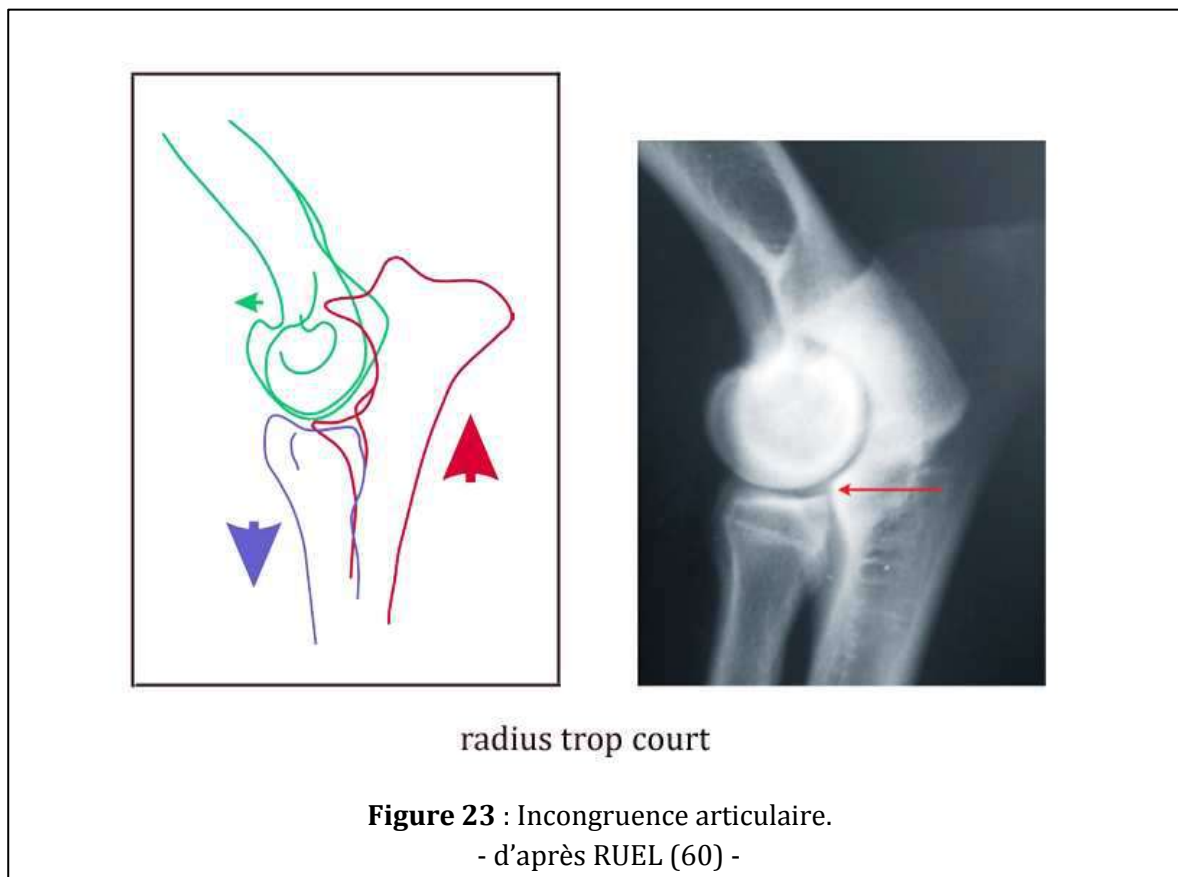 radius trop court
Figure 23 : Incongruence articulaire.
- d'après RUEL (60) -